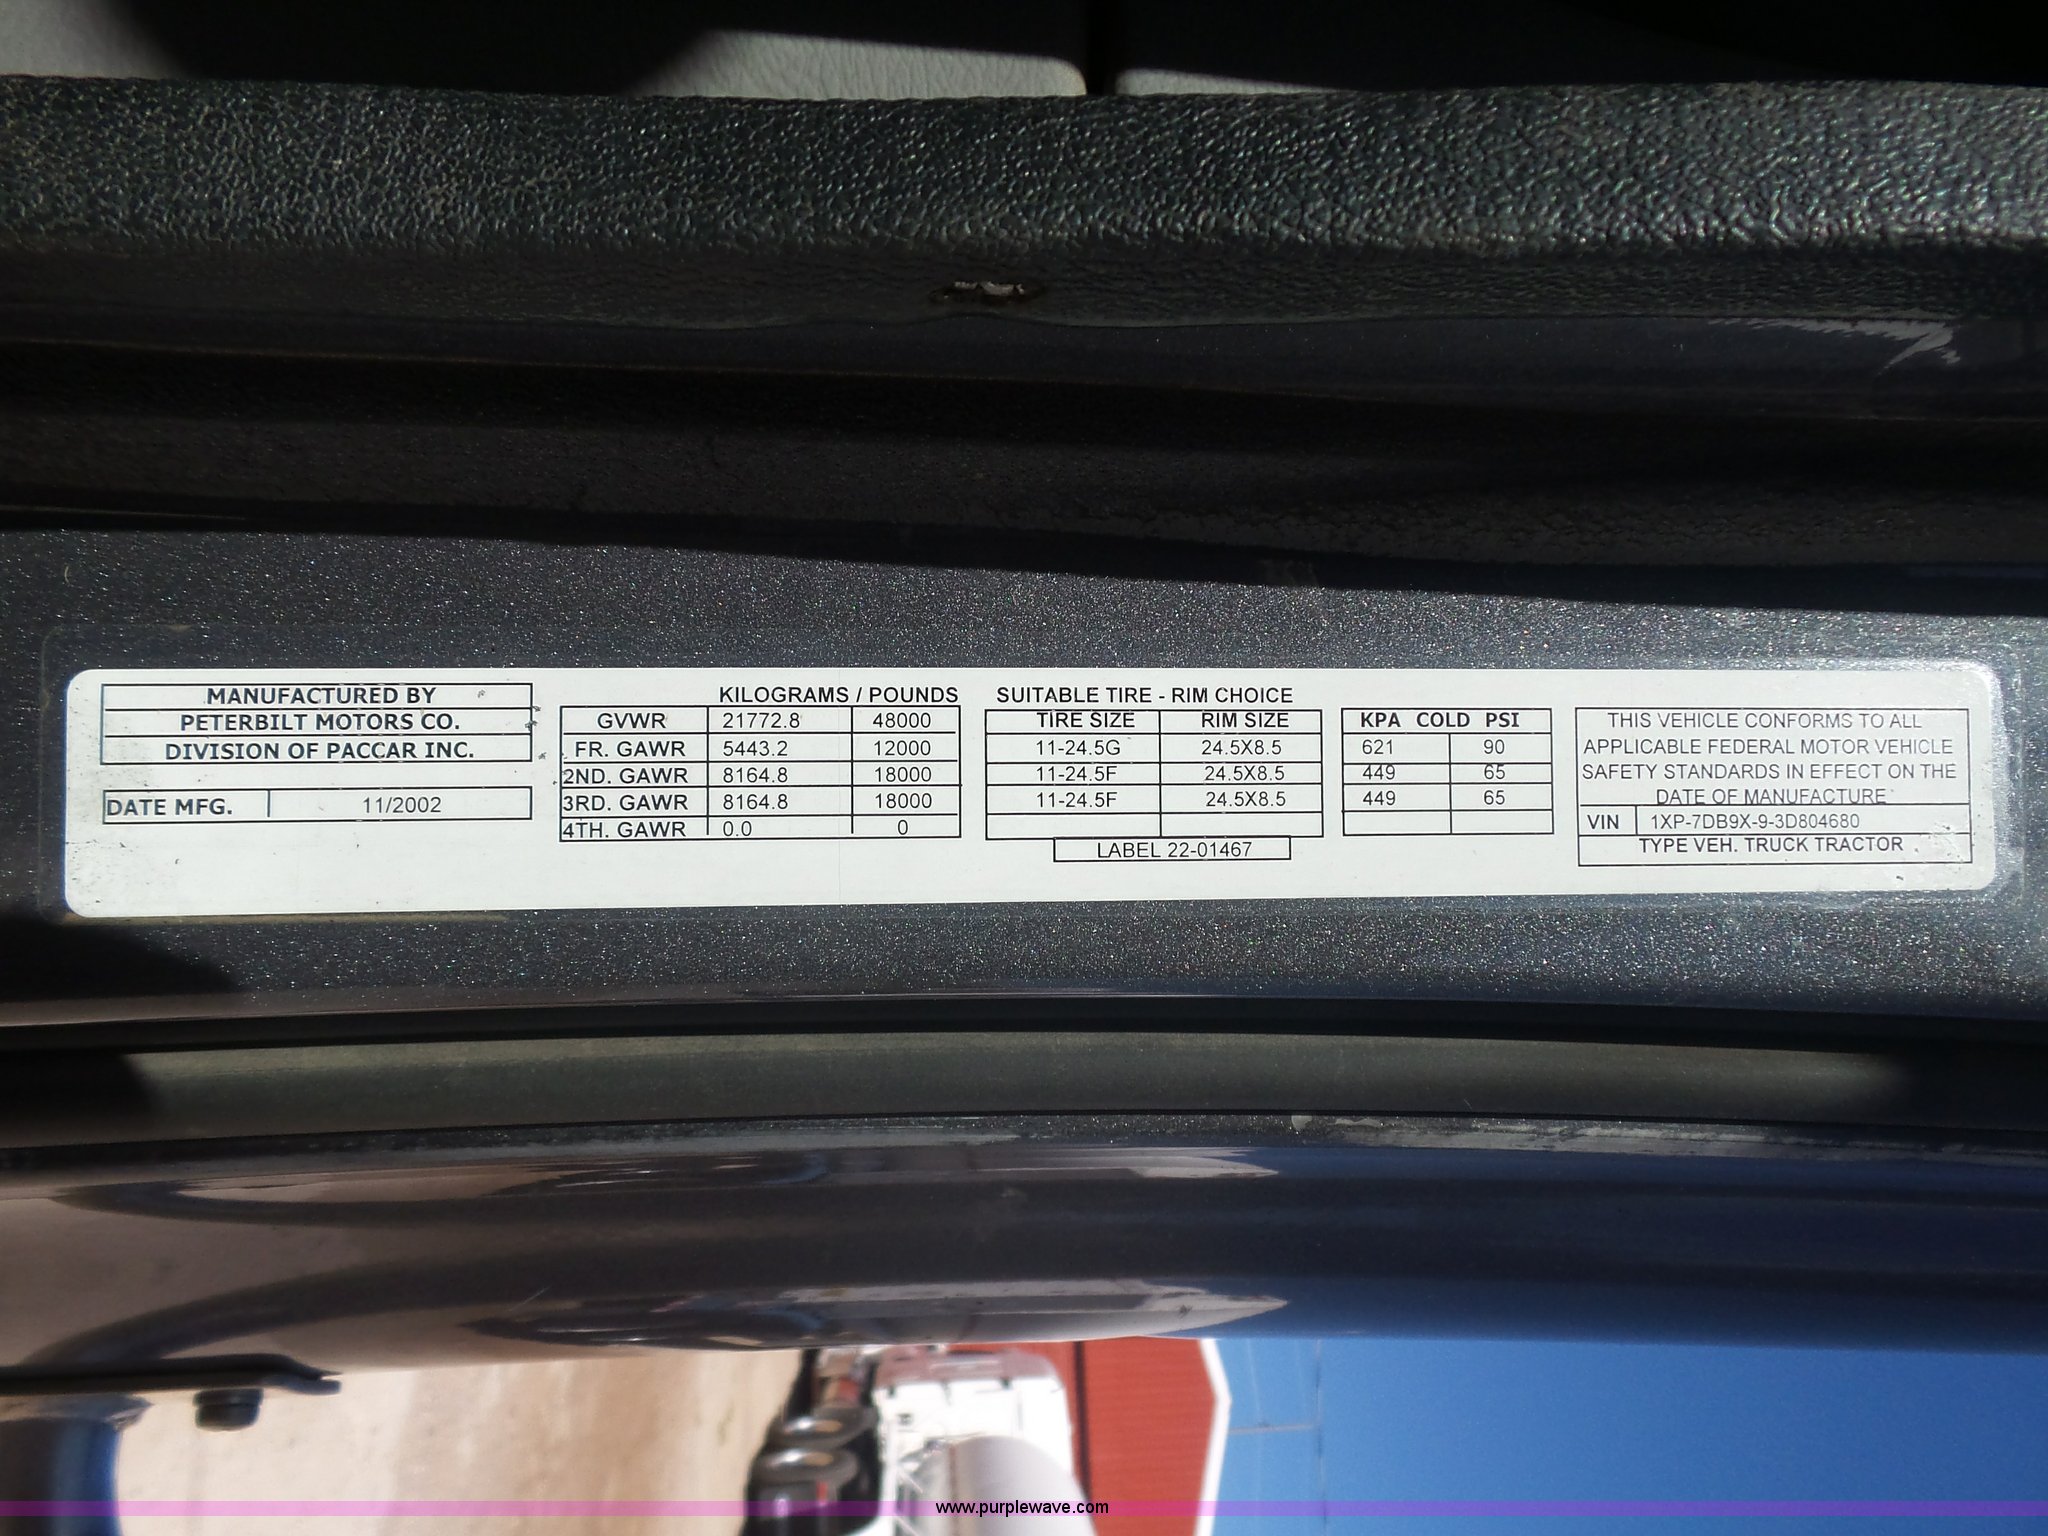 MANUFACTURED BY
PETERBILT MOTORS CO.
DIVISION OF PACCAR INC.
DATE MFG. 11/2002
KILOGRAMS / POUNDS
GVWR 21772.8 48000
FR. GAWR 5443.2 12000
2ND. GAWR 8164.8 18000
3RD. GAWR 8164.8 18000
4TH. GAWR 0.0 0
SUITABLE TIRE - RIM CHOICE
TIRE SIZE RIM SIZE
11-24.5G 24.5X8.5
11-24.5F 24.5X8.5
11-24.5F 24.5X8.5
LABEL 22-01467
KPA COLD PSI
621 90
449 65
449 65
THIS VEHICLE CONFORMS TO ALL
APPLICABLE FEDERAL MOTOR VEHICLE
SAFETY STANDARDS IN EFFECT ON THE
DATE OF MANUFACTURE
VIN 1XP-7DB9X-9-3D804680
TYPE VEH. TRUCK TRACTOR
www.purplewave.com